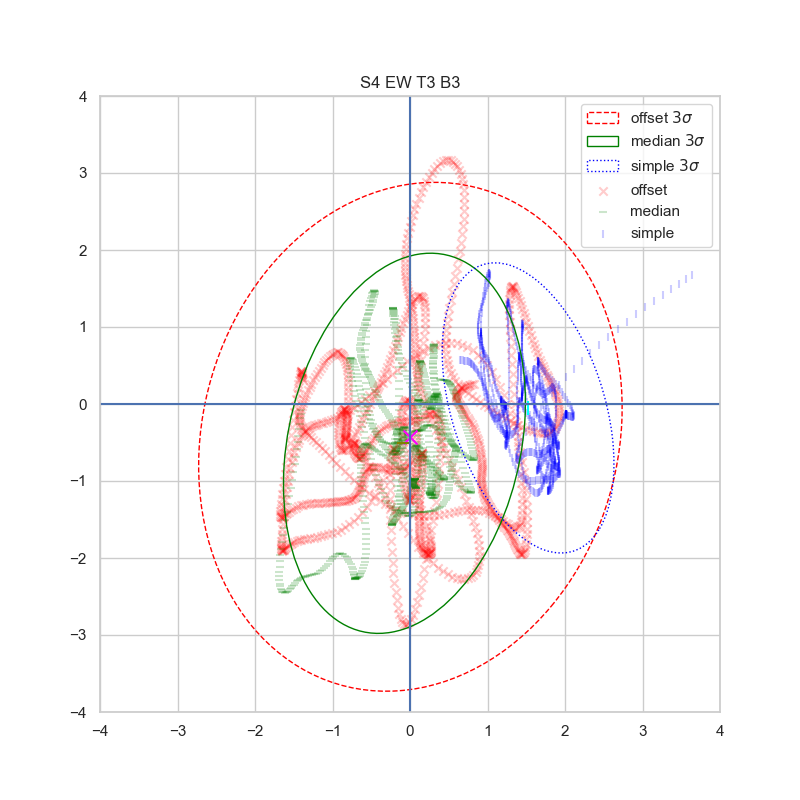 S4 EW T3 B3
offset 3σ
median 3σ
simple 3σ
offset
median
simple
4
3
2
1
0
−1
−2
−3
−4
−4 −3 −2 −1 0 1 2 3 4